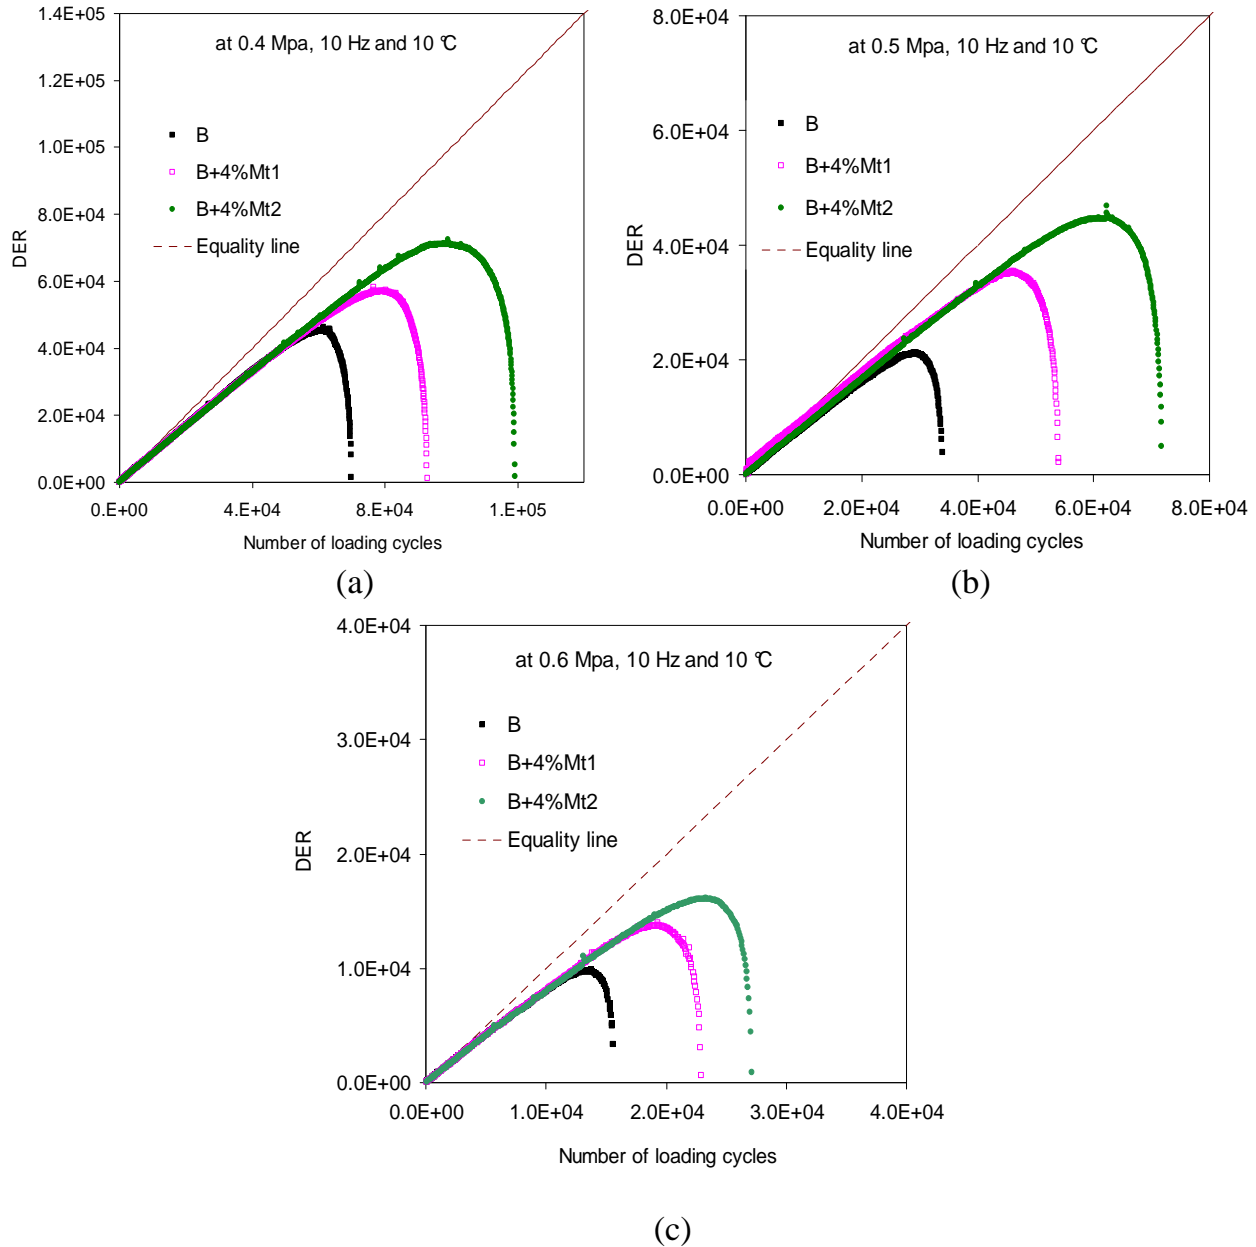 at 0.4 Mpa, 10 Hz and 10 °C
1.4E+05
1.2E+05
1.0E+05
8.0E+04
6.0E+04
4.0E+04
2.0E+04
0.0E+00
DER
B
B+4%Mt1
B+4%Mt2
Equality line
0.E+00 4.E+04 8.E+04 1.E+05
Number of loading cycles
(a)
at 0.5 Mpa, 10 Hz and 10 °C
8.0E+04
6.0E+04
4.0E+04
2.0E+04
0.0E+00
DER
B
B+4%Mt1
B+4%Mt2
Equality line
0.0E+00 2.0E+04 4.0E+04 6.0E+04 8.0E+04
Number of loading cycles
(b)
at 0.6 Mpa, 10 Hz and 10 °C
4.0E+04
3.0E+04
2.0E+04
1.0E+04
0.0E+00
DER
B
B+4%Mt1
B+4%Mt2
Equality line
0.0E+00 1.0E+04 2.0E+04 3.0E+04 4.0E+04
Number of loading cycles
(c)